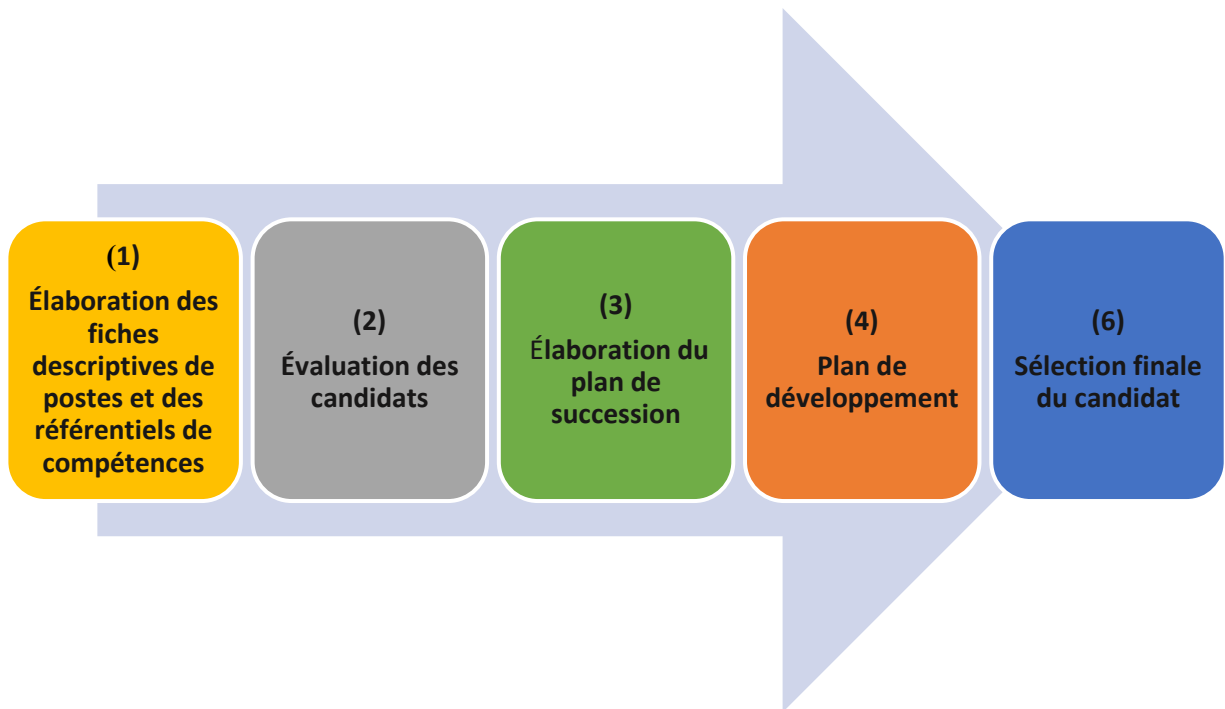 (1)
Élaboration des
fiches
descriptives de
postes et des
référentiels de
compétences
(2)
Évaluation des
candidats
(3)
Élaboration du
plan de
succession
(4)
Plan de
développement
(6)
Sélection finale
du candidat